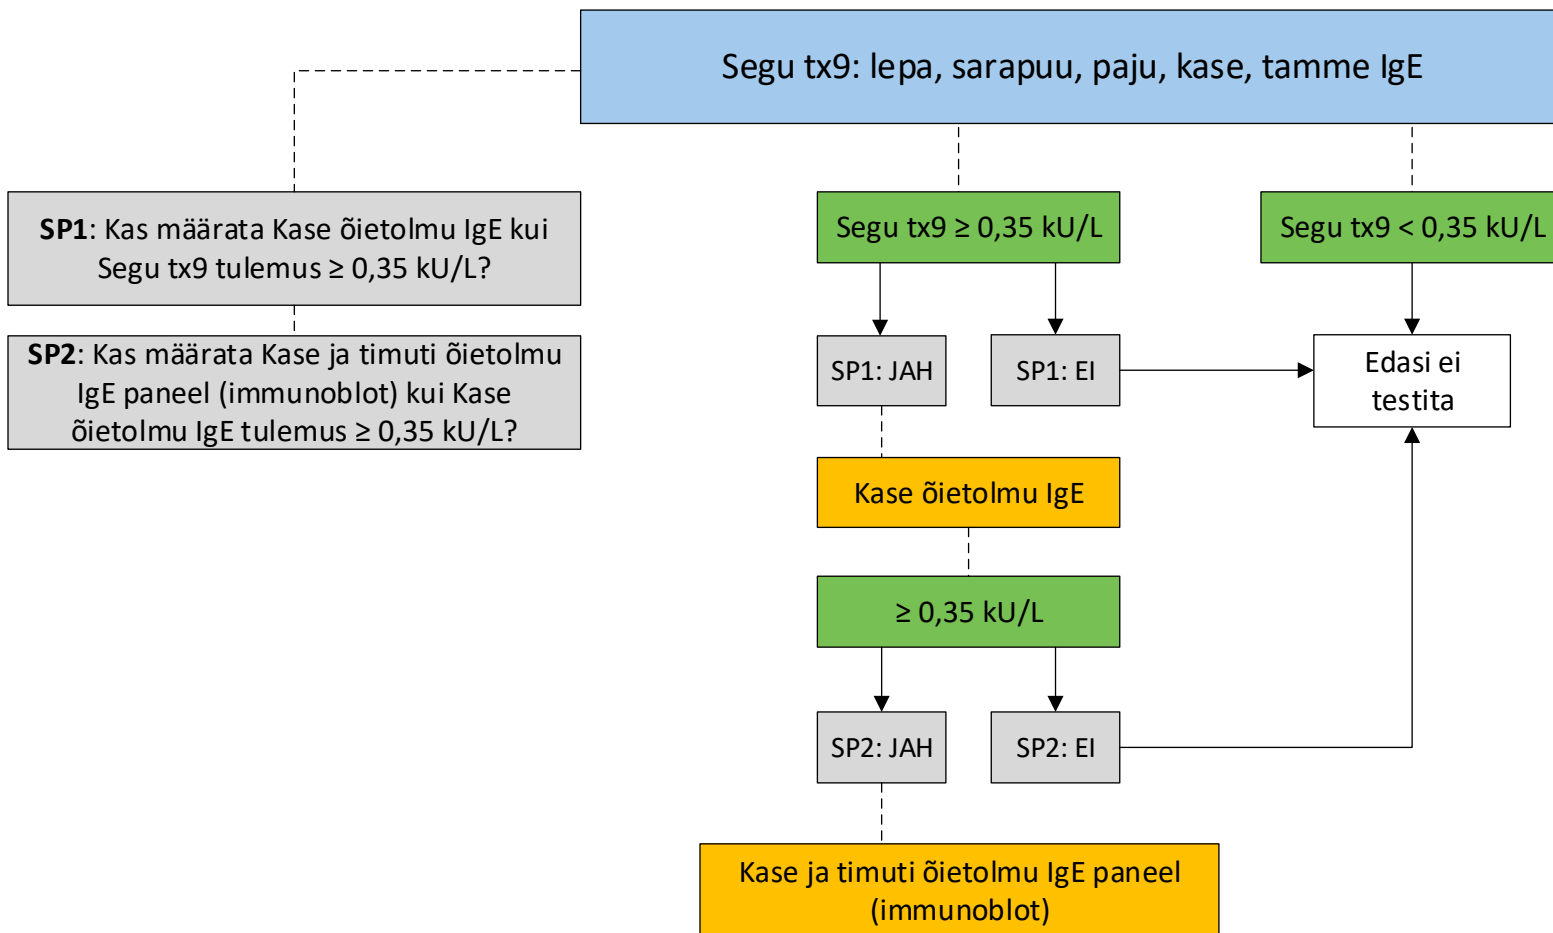 Segu tx9: lepa, sarapuu, paju, kase, tamme IgE
SP1: Kas määrata Kase õietolmu IgE kui
Segu tx9 tulemus ≥ 0,35 kU/L?
SP2: Kas määrata Kase ja timuti õietolmu
IgE paneel (immunoblot) kui Kase
õietolmu IgE tulemus ≥ 0,35 kU/L?
Segu tx9 ≥ 0,35 kU/L
Segu tx9 < 0,35 kU/L
SP1: JAH
SP1: EI
Edasi ei
testita
Kase õietolmu IgE
≥ 0,35 kU/L
SP2: JAH
SP2: EI
Kase ja timuti õietolmu IgE paneel
(immunoblot)